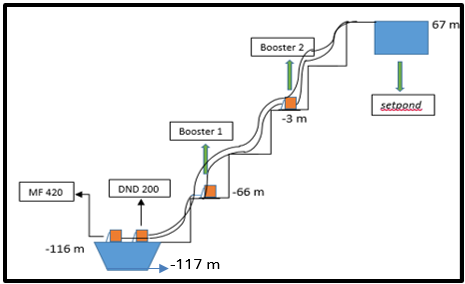 67 m
Booster 2
setpond
-3 m
Booster 1
MF 420
DND 200
-66 m
-116 m
-117 m